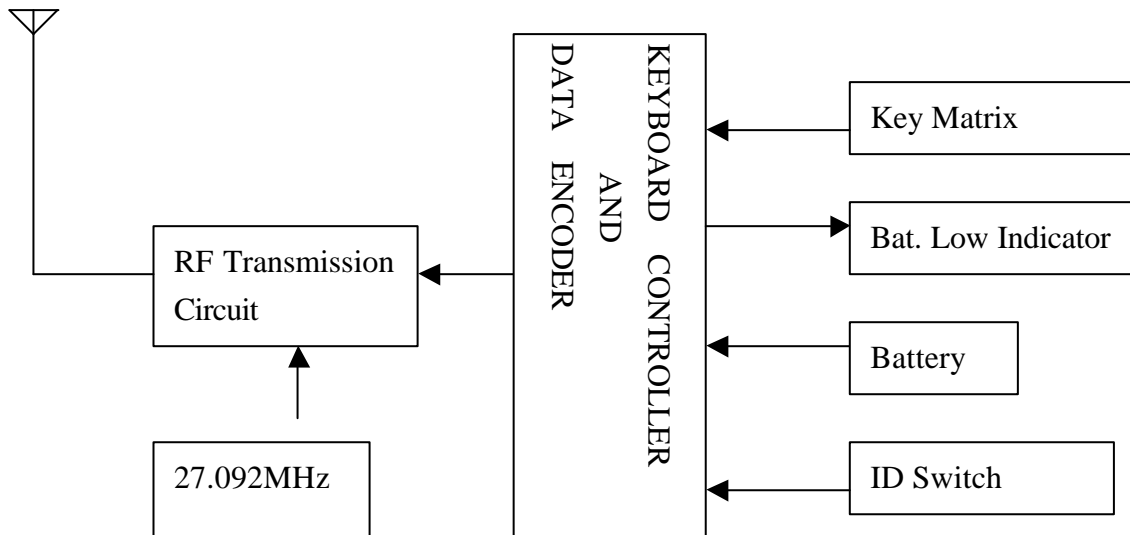 KEYBOARD CONTROLLER
AND
DATA ENCODER
Key Matrix
Bat. Low Indicator
RF Transmission
Circuit
Battery
27.092MHz
ID Switch